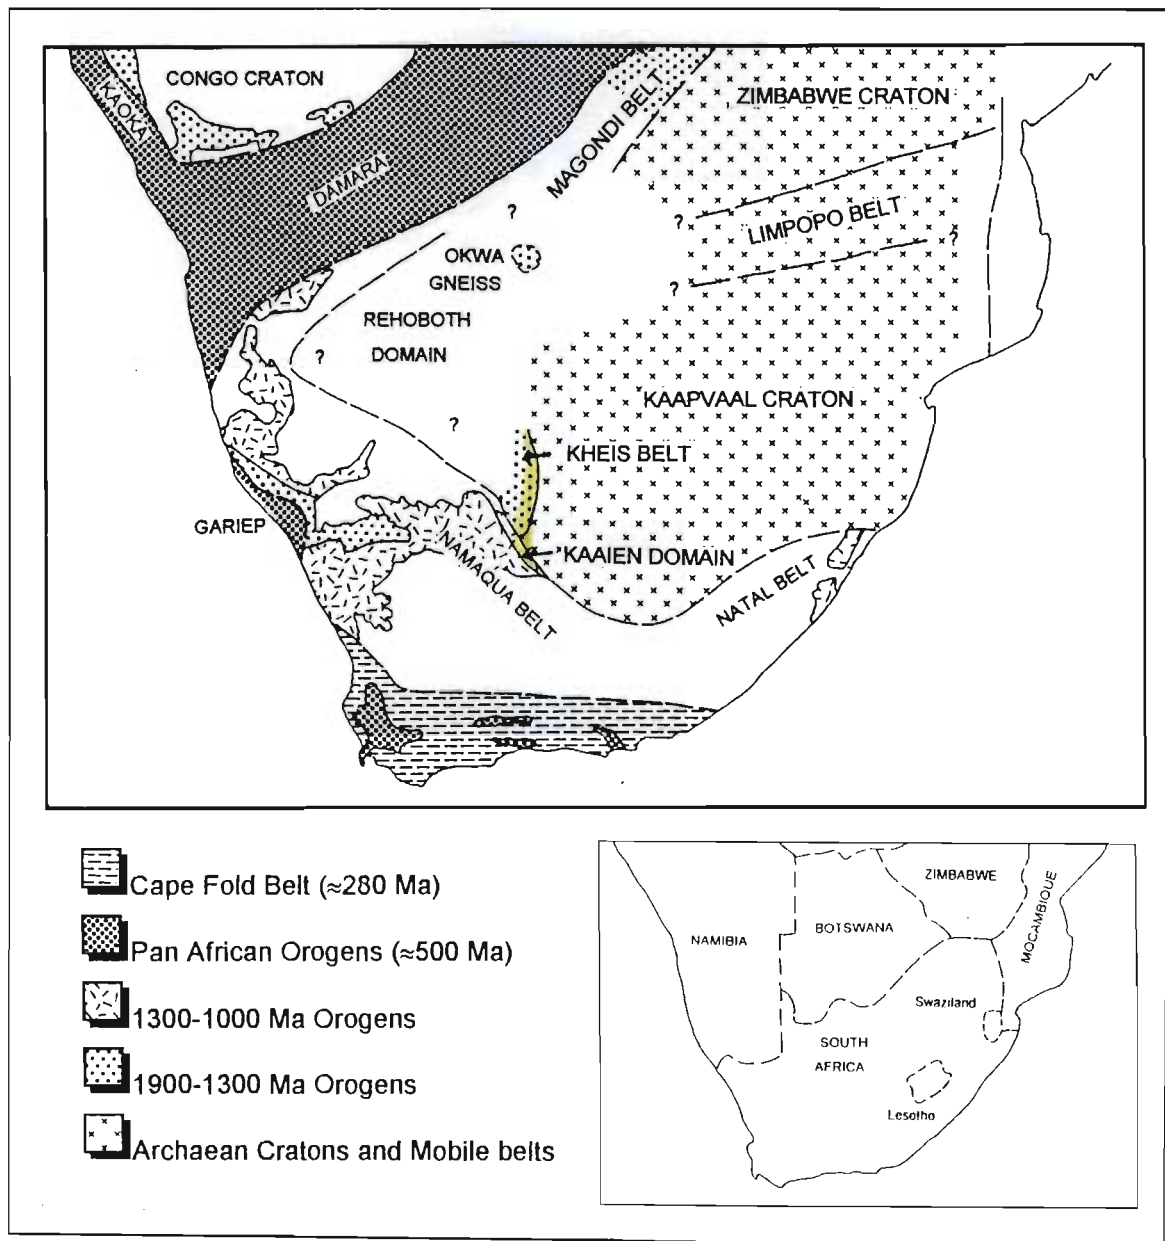 CONGO CRATON
KAOKAY
DAMARA
MAGONDI BELT
ZIMBABWE CRATON
LIMPOPO BELT
?
?
?
?
OKWA
GNEISS
REHOBOTH
DOMAIN
?
?
KAAPVAAL CRATON
KHEIS BELT
GARIEP
NAMAQUA BELT
KAAIEN DOMAIN
NATAL BELT
Cape Fold Belt (≈280 Ma)
Pan African Orogens (≈500 Ma)
1300-1000 Ma Orogens
1900-1300 Ma Orogens
Archaean Cratons and Mobile belts
ZIMBABWE
MOCAMBIQUE
BOTSWANA
NAMIBIA
Swaziland
SOUTH
AFRICA
Lesotho